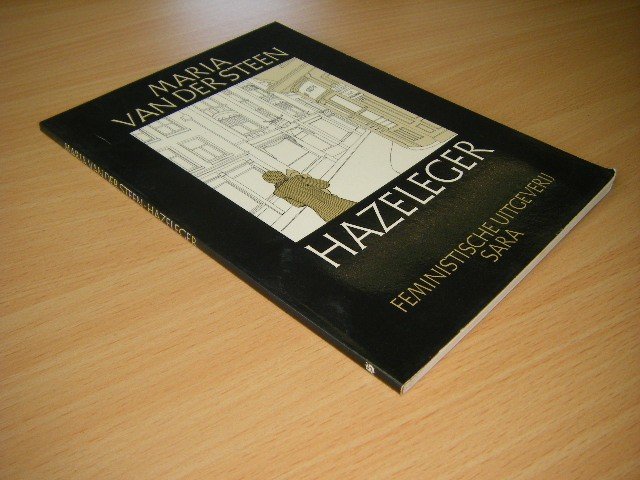 MARIA
VAN DER STEEN
HAZELEGER
FEMINISTISCHE UITGEVERIJ
SARA
MARIA VAN DER STEEN-HAZELEGER